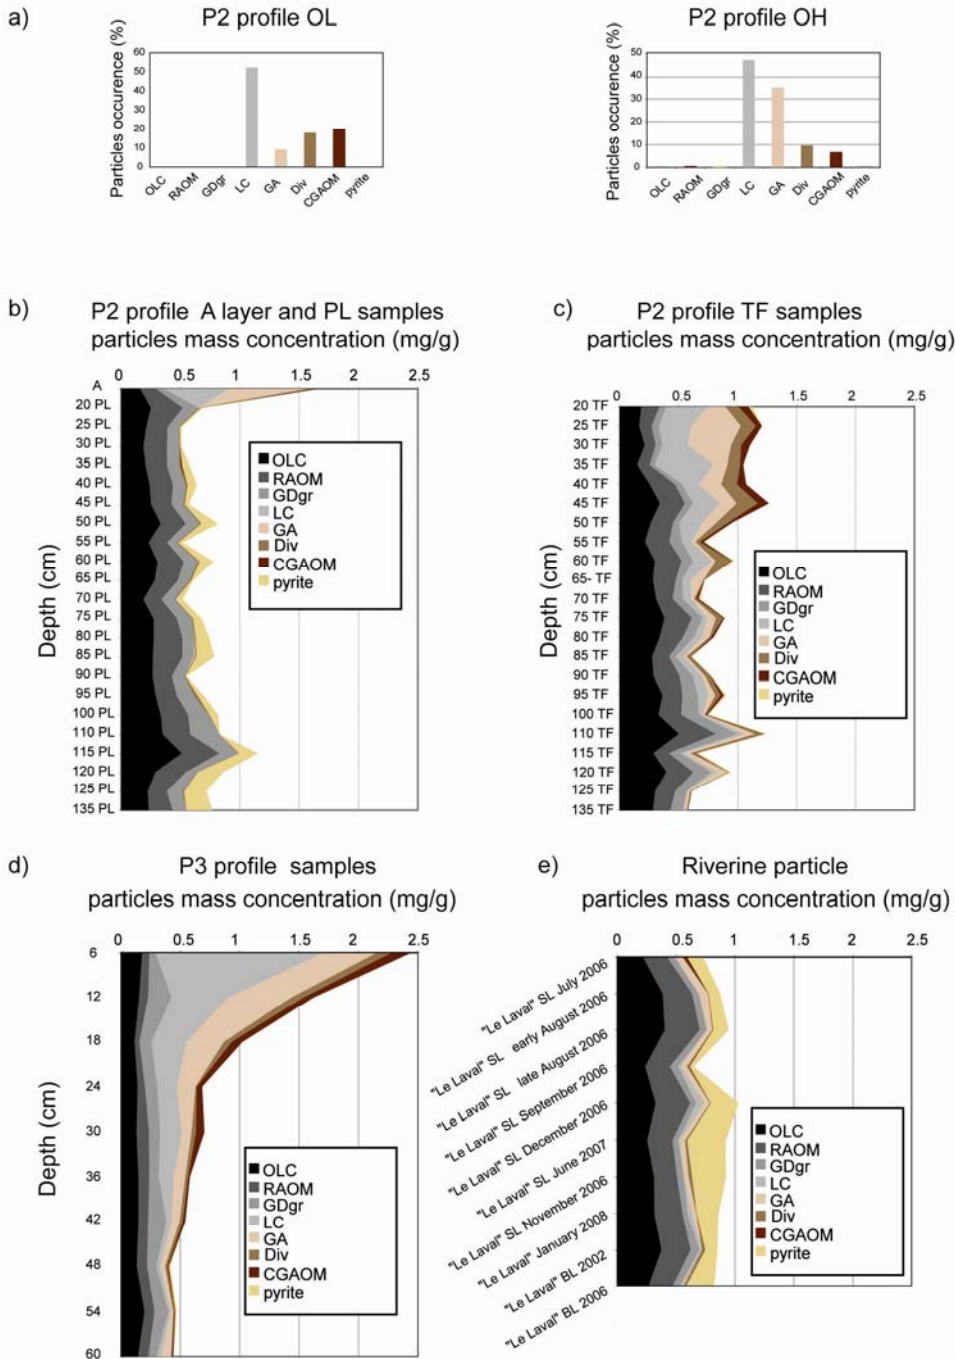 a)
P2 profile OL
P2 profile OH
Particles occurence (%)
60
50
40
30
20
10
0
OLC
RAOM
GDgr
LC
GA
Div
CGAOM
pyrite
Particles occurence (%)
50
40
30
20
10
0
OLC
RAOM
GDgr
LC
GA
Div
CGAOM
pyrite
b)
P2 profile A layer and PL samples
particles mass concentration (mg/g)
0 0.5 1 1.5 2 2.5
Depth (cm)
A
20 PL
25 PL
30 PL
35 PL
40 PL
45 PL
50 PL
55 PL
60 PL
65 PL
70 PL
75 PL
80 PL
85 PL
90 PL
95 PL
100 PL
110 PL
115 PL
120 PL
125 PL
135 PL
OLC
RAOM
GDgr
LC
GA
Div
CGAOM
pyrite
c)
P2 profile TF samples
particles mass concentration (mg/g)
0 0.5 1 1.5 2 2.5
20 TF
25 TF
30 TF
35 TF
40 TF
45 TF
50 TF
55 TF
60 TF
65- TF
70 TF
75 TF
80 TF
85 TF
90 TF
95 TF
100 TF
110 TF
115 TF
120 TF
125 TF
135 TF
OLC
RAOM
GDgr
LC
GA
Div
CGAOM
pyrite
d)
P3 profile samples
particles mass concentration (mg/g)
0 0.5 1 1.5 2 2.5
Depth (cm)
6
12
18
24
30
36
42
48
54
60
OLC
RAOM
GDgr
LC
GA
Div
CGAOM
pyrite
e)
Riverine particle
particles mass concentration (mg/g)
0 0.5 1 1.5 2 2.5
"Le Laval" SL July 2006
"Le Laval" SL early August 2006
"Le Laval" SL late August 2006
"Le Laval" SL September 2006
"Le Laval" SL December 2006
"Le Laval" SL June 2007
"Le Laval" SL November 2006
"Le Laval" January 2008
"Le Laval" BL 2002
"Le Laval" BL 2006
OLC
RAOM
GDgr
LC
GA
Div
CGAOM
pyrite